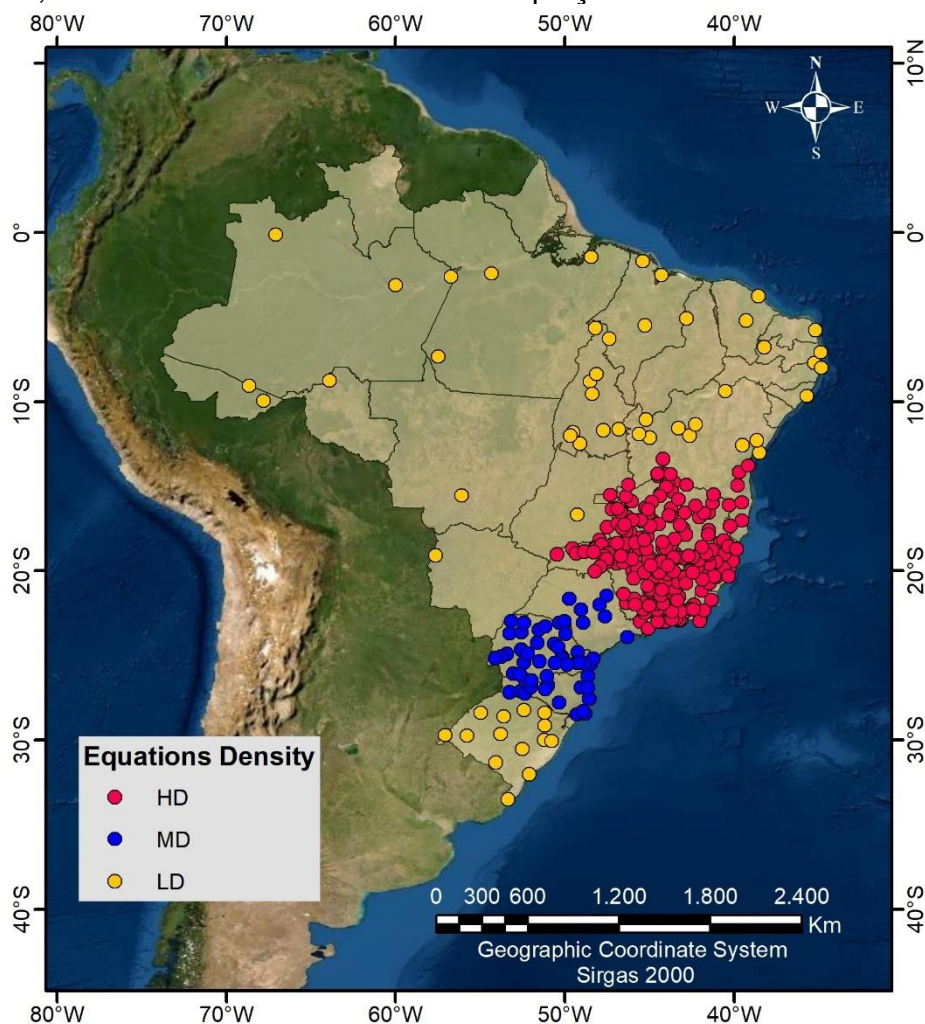 80°W 70°W 60°W 50°W 40°W
10°N
N
W E
S
0° 0°
10°S 10°S
20°S 20°S
30°S 30°S
Equations Density
HD
MD
LD
40°S 40°S
0 300 600 1.200 1.800 2.400
Km
Geographic Coordinate System
Sirgas 2000
80°W 70°W 60°W 50°W 40°W